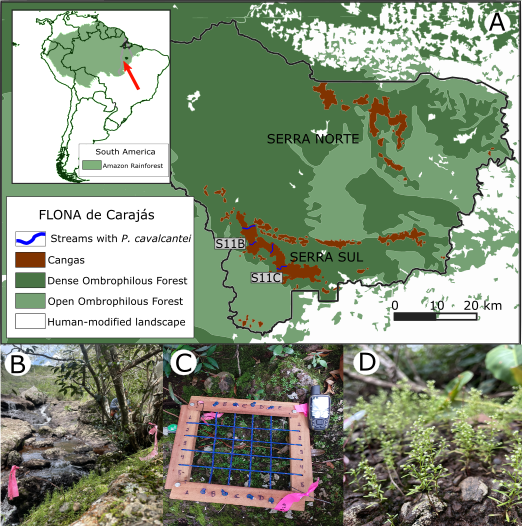 A
South America
Amazon Rainforest
SERRA NORTE
FLONA de Carajás
Streams with P. cavalcantei
Cangas
Dense Ombrophilous Forest
Open Ombrophilous Forest
Human-modified landscape
S11B
SERRA SUL
S11C
0 10 20 km
B
C
D